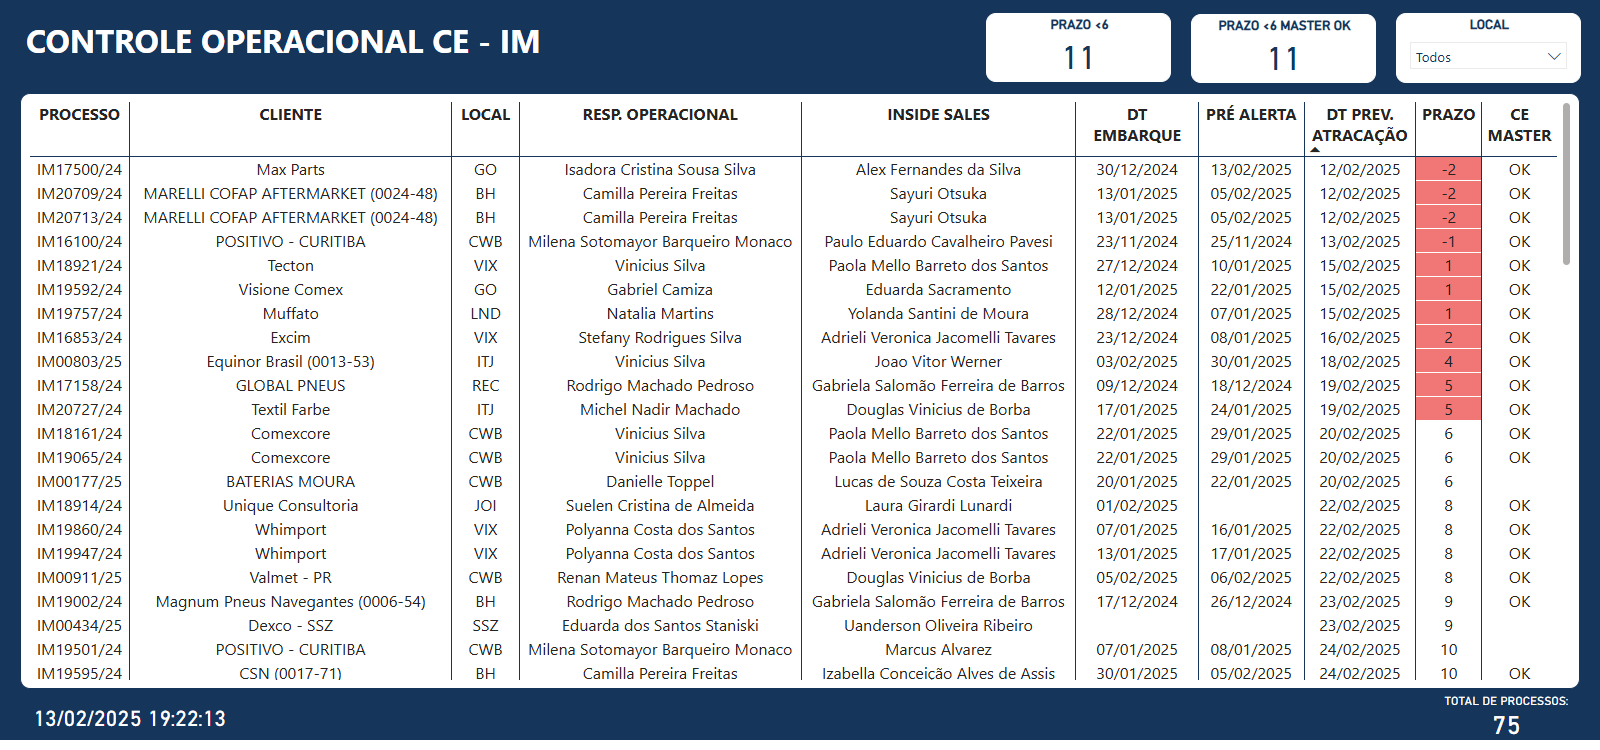 CONTROLE OPERACIONAL CE - IM
PRAZO <6
11
PRAZO <6 MASTER OK
11
LOCAL
Todos
PROCESSO CLIENTE LOCAL RESP. OPERACIONAL INSIDE SALES DT EMBARQUE PRÉ ALERTA DT PREV. ATRACAÇÃO PRAZO CE MASTER
IM17500/24 Max Parts GO Isadora Cristina Sousa Silva Alex Fernandes da Silva 30/12/2024 13/02/2025 12/02/2025 -2 OK
IM20709/24 MARELLI COFAP AFTERMARKET (0024-48) BH Camilla Pereira Freitas Sayuri Otsuka 13/01/2025 05/02/2025 12/02/2025 -2 OK
IM20713/24 MARELLI COFAP AFTERMARKET (0024-48) BH Camilla Pereira Freitas Sayuri Otsuka 13/01/2025 05/02/2025 12/02/2025 -2 OK
IM16100/24 POSITIVO - CURITIBA CWB Milena Sotomayor Barqueiro Monaco Paulo Eduardo Cavalheiro Pavesi 23/11/2024 25/11/2024 13/02/2025 -1 OK
IM18921/24 Tecton VIX Vinicius Silva Paola Mello Barreto dos Santos 27/12/2024 10/01/2025 15/02/2025 1 OK
IM19592/24 Visione Comex GO Gabriel Camiza Eduarda Sacramento 12/01/2025 22/01/2025 15/02/2025 1 OK
IM19757/24 Muffato LND Natalia Martins Yolanda Santini de Moura 28/12/2024 07/01/2025 15/02/2025 1 OK
IM16853/24 Excim VIX Stefany Rodrigues Silva Adrieli Veronica Jacomelli Tavares 23/12/2024 08/01/2025 16/02/2025 2 OK
IM00803/25 Equinor Brasil (0013-53) ITJ Vinicius Silva Joao Vitor Werner 03/02/2025 30/01/2025 18/02/2025 4 OK
IM17158/24 GLOBAL PNEUS REC Rodrigo Machado Pedroso Gabriela Salomão Ferreira de Barros 09/12/2024 18/12/2024 19/02/2025 5 OK
IM20727/24 Textil Farbe ITJ Michel Nadir Machado Douglas Vinicius de Borba 17/01/2025 24/01/2025 19/02/2025 5 OK
IM18161/24 Comexcore CWB Vinicius Silva Paola Mello Barreto dos Santos 22/01/2025 29/01/2025 20/02/2025 6 OK
IM19065/24 Comexcore CWB Vinicius Silva Paola Mello Barreto dos Santos 22/01/2025 29/01/2025 20/02/2025 6 OK
IM00177/25 BATERIAS MOURA CWB Danielle Toppel Lucas de Souza Costa Teixeira 20/01/2025 22/01/2025 20/02/2025 6
IM18914/24 Unique Consultoria JOI Suelen Cristina de Almeida Laura Girardi Lunardi 01/02/2025 22/02/2025 8 OK
IM19860/24 Whimport VIX Polyanna Costa dos Santos Adrieli Veronica Jacomelli Tavares 07/01/2025 16/01/2025 22/02/2025 8 OK
IM19947/24 Whimport VIX Polyanna Costa dos Santos Adrieli Veronica Jacomelli Tavares 13/01/2025 17/01/2025 22/02/2025 8 OK
IM00911/25 Valmet - PR CWB Renan Mateus Thomaz Lopes Douglas Vinicius de Borba 05/02/2025 06/02/2025 22/02/2025 8 OK
IM19002/24 Magnum Pneus Navegantes (0006-54) BH Rodrigo Machado Pedroso Gabriela Salomão Ferreira de Barros 17/12/2024 26/12/2024 23/02/2025 9 OK
IM00434/25 Dexco - SSZ SSZ Eduarda dos Santos Staniski Uanderson Oliveira Ribeiro 23/02/2025 9
IM19501/24 POSITIVO - CURITIBA CWB Milena Sotomayor Barqueiro Monaco Marcus Alvarez 07/01/2025 08/01/2025 24/02/2025 10
IM19595/24 CSN (0017-71) BH Camilla Pereira Freitas Izabella Conceição Alves de Assis 30/01/2025 05/02/2025 24/02/2025 10 OK
13/02/2025 19:22:13
TOTAL DE PROCESSOS:
75